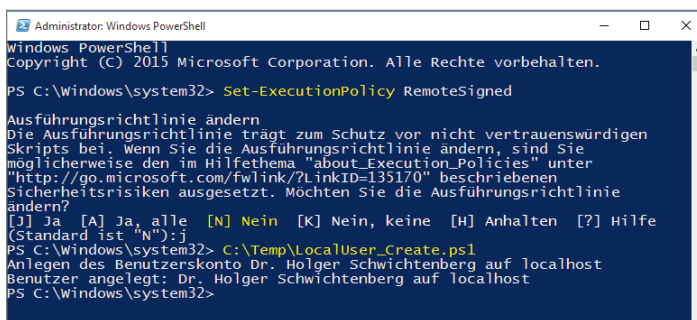 Administrator: Windows PowerShell
Windows PowerShell
Copyright (C) 2015 Microsoft Corporation. Alle Rechte vorbehalten.
PS C:\Windows\system32> Set-ExecutionPolicy RemoteSigned
Ausführungsrichtlinie ändern
Die Ausführungsrichtlinie trägt zum Schutz vor nicht vertrauenswürdigen
Skripts bei. Wenn Sie die Ausführungsrichtlinie ändern, sind Sie
möglicherweise den im Hilfethema "about_Execution_Policies" unter
"http://go.microsoft.com/fwlink/?LinkID=135170" beschriebenen
Sicherheitsrisiken ausgesetzt. Möchten Sie die Ausführungsrichtlinie
ändern?
[J] Ja  [A] Ja, alle  [N] Nein  [K] Nein, keine  [H] Anhalten  [?] Hilfe
(Standard ist "N"):j
PS C:\Windows\system32> C:\Temp\LocalUser_Create.ps1
Anlegen des Benutzerskonto Dr. Holger Schwichtenberg auf localhost
Benutzer angelegt: Dr. Holger Schwichtenberg auf localhost
PS C:\Windows\system32>